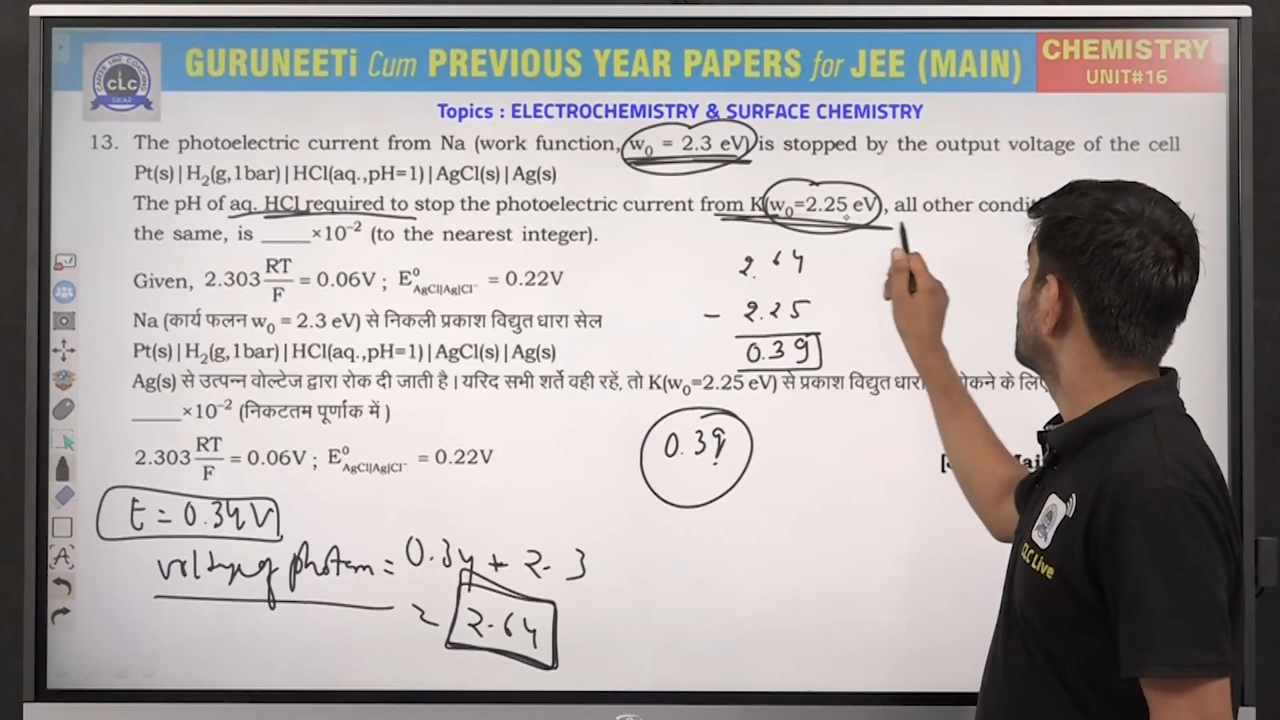 GURUNEETi Cum PREVIOUS YEAR PAPERS for JEE (MAIN)
CHEMISTRY
UNIT#16
CLC
Topics : ELECTROCHEMISTRY & SURFACE CHEMISTRY
13. The photoelectric current from Na (work function, w₀ = 2.3 eV) is stopped by the output voltage of the cell
Pt(s)|H₂(g,1bar)|HCl(aq.,pH=1)|AgCl(s)|Ag(s)
The pH of aq. HCl required to stop the photoelectric current from K(w₀=2.25 eV), all other
the same, is ____×10⁻² (to the nearest integer).
Given, 2.303 RT/F = 0.06V ; E⁰AgCl|Ag|Cl⁻ = 0.22V
2.64
- 2.25
0.39
Na (कार्य फलन w₀ = 2.3 eV) से निकली प्रकाश विद्युत धारा सेल
Pt(s)|H₂(g,1bar)|HCl(aq.,pH=1)|AgCl(s)|Ag(s)
Ag(s) से उत्पन्न वोल्टेज द्वारा रोक दी जाती है। यरिद सभी शर्ते वही रहें, तो K(w₀=2.25 eV) से प्रकाश विद्युत के लिए
____×10⁻² (निकटतम पूर्णांक में)
0.39
2.303 RT/F = 0.06V ; E⁰AgCl|Ag|Cl⁻ = 0.22V
E = 0.34V
voltage of photon = 0.34 + 2.3
= 2.64
CLC Live